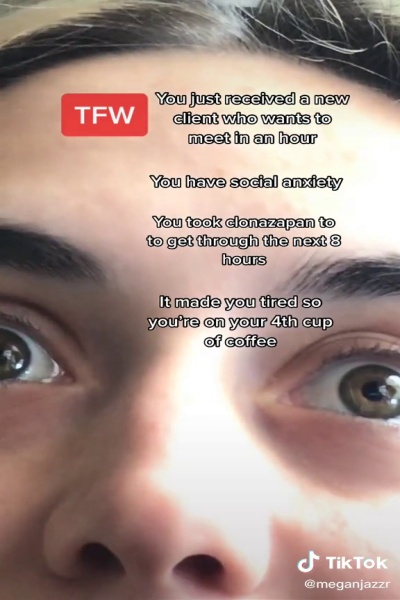 TFW
You just received a new
client who wants to
meet in an hour
You have social anxiety
You took clonazapan to
to get through the next 8
hours
It made you tired so
you're on your 4th cup
of coffee
TikTok
@meganjazzr